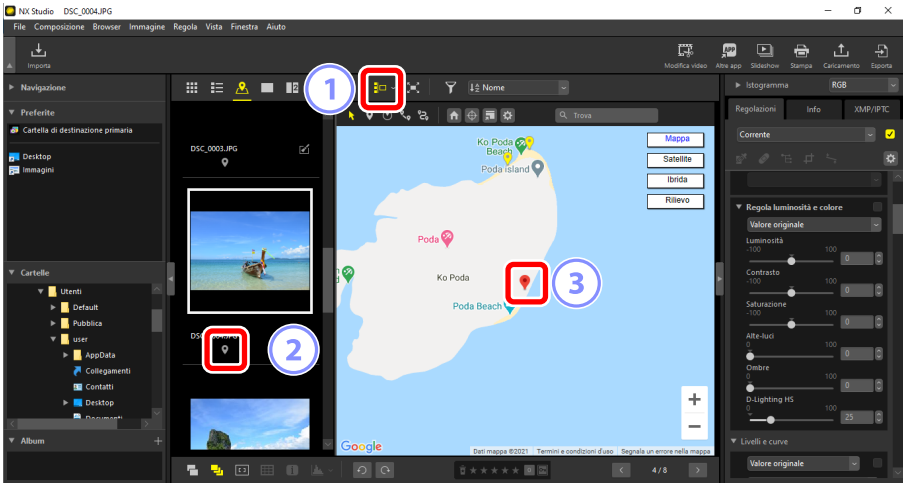 NX Studio DSC_0004.JPG
File Composizione Browser Immagine Regola Vista Finestra Aiuto
Importa
Modifica video Altre app Slideshow Stampa Caricamento Esporta
Navigazione
1
Nome
Istogramma RGB
Preferite
Cartella di destinazione primaria
Desktop
Immagini
DSC_0003.JPG
Trova
Regolazioni Info XMP/IPTC
Corrente
Ko Poda
Beach
Poda island
Mappa
Satellite
Ibrida
Rilievo
Poda
Ko Poda
Poda Beach
3
2
Regola luminosità e colore
Valore originale
Luminosità
-100 100
0
Contrasto
-100 100
0
Saturazione
-100 100
0
Alte-luci
0 100
0
Ombre
0 100
0
D-Lighting HS
0 100
25
Livelli e curve
Valore originale
Cartelle
Utenti
Default
Pubblica
user
AppData
Collegamenti
Contatti
Desktop
Album
+
−
Google
Dati mappa ©2021 Termini e condizioni d'uso Segnala un errore nella mappa
4/8